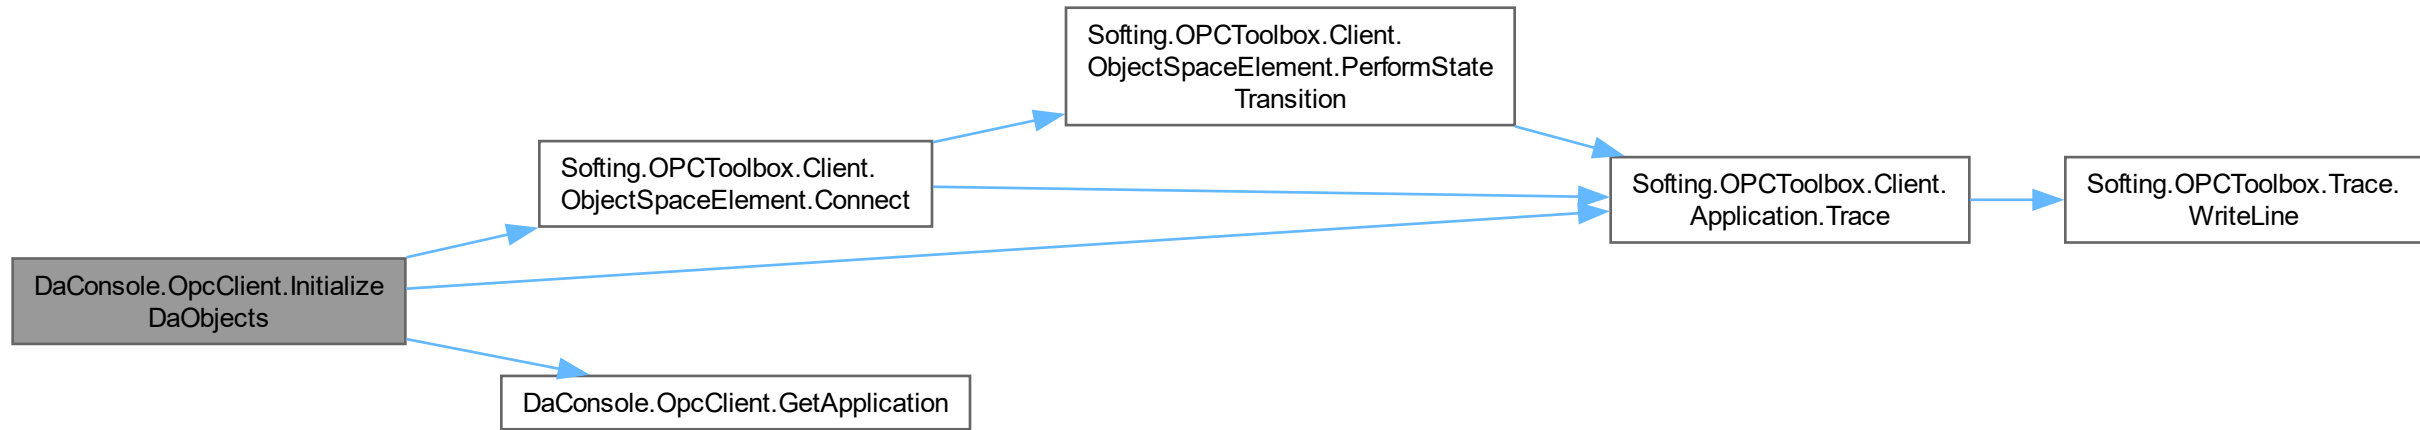 Softing.OPCToolbox.Client.
ObjectSpaceElement.PerformState
Transition
Softing.OPCToolbox.Client.
ObjectSpaceElement.Connect
Softing.OPCToolbox.Client.
Application.Trace
Softing.OPCToolbox.Trace.
WriteLine
DaConsole.OpcClient.Initialize
DaObjects
DaConsole.OpcClient.GetApplication